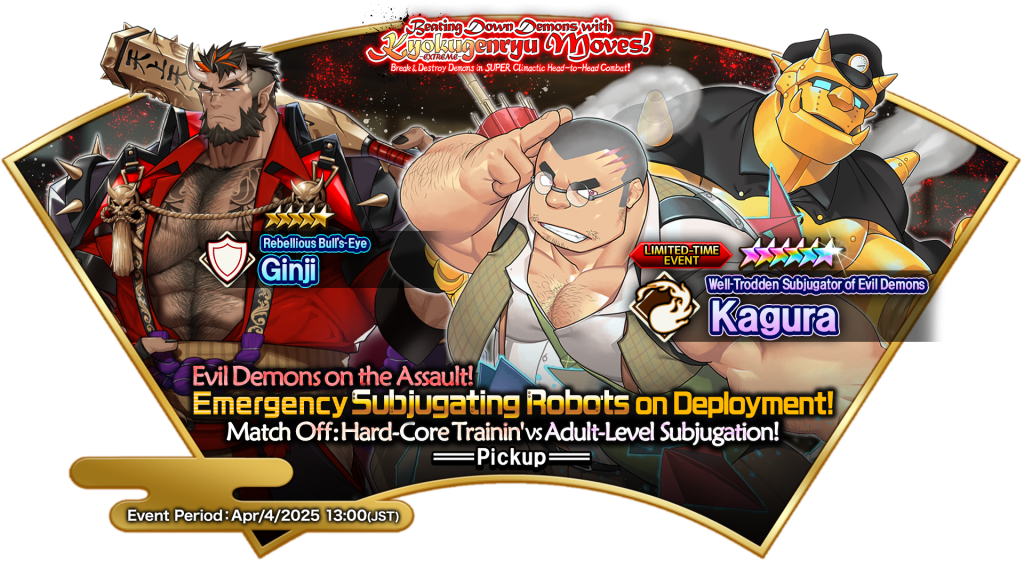 Beating Down Demons with
Kyokugenryu Moves!
-EXTREME-
Break & Destroy Demons in SUPER Climactic Head-to-Head Combat!
天上天
Rebellious Bull's-Eye
Ginji
LIMITED-TIME
EVENT
Well-Trodden Subjugator of Evil Demons
Kagura
Evil Demons on the Assault!
Emergency Subjugating Robots on Deployment!
Match Off: Hard-Core Trainin' vs Adult-Level Subjugation!
Pickup
Event Period: Apr/4/2025 13:00(JST)